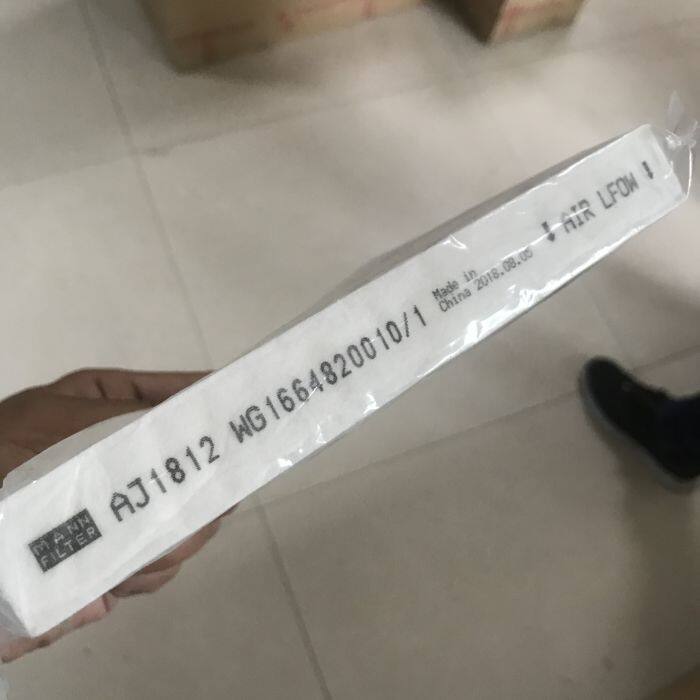 MANN
FILTER
AJ1812 WG1664820010/1
Made in
China 2018.08.05
↓ AIR LFOW ↓